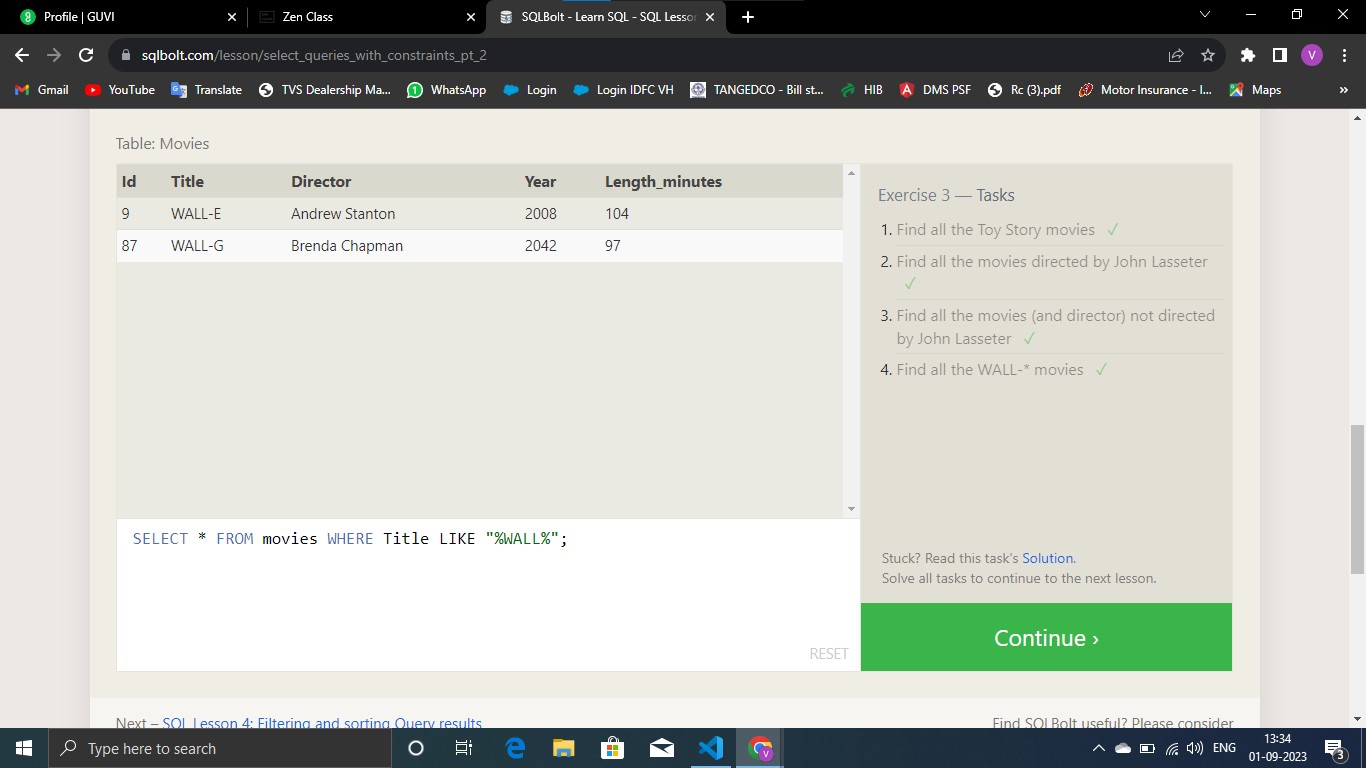 Profile | GUVI
Zen Class
SQLBolt - Learn SQL - SQL Lesso
sqlbolt.com/lesson/select_queries_with_constraints_pt_2
V
Gmail YouTube Translate TVS Dealership Ma... WhatsApp Login Login IDFC VH TANGEDCO - Bill st... HIB DMS PSF Rc (3).pdf Motor Insurance - I... Maps »
Table: Movies
Id Title Director Year Length_minutes
9 WALL-E Andrew Stanton 2008 104
87 WALL-G Brenda Chapman 2042 97
Exercise 3 — Tasks
1. Find all the Toy Story movies ✓
2. Find all the movies directed by John Lasseter
✓
3. Find all the movies (and director) not directed
by John Lasseter ✓
4. Find all the WALL-* movies ✓
SELECT * FROM movies WHERE Title LIKE "%WALL%";
RESET
Stuck? Read this task's Solution.
Solve all tasks to continue to the next lesson.
Continue ›
Next – SQL Lesson 4: Filtering and sorting Query results
Find SQLBolt useful? Please consider
Type here to search
V
ENG
13:34
01-09-2023
3